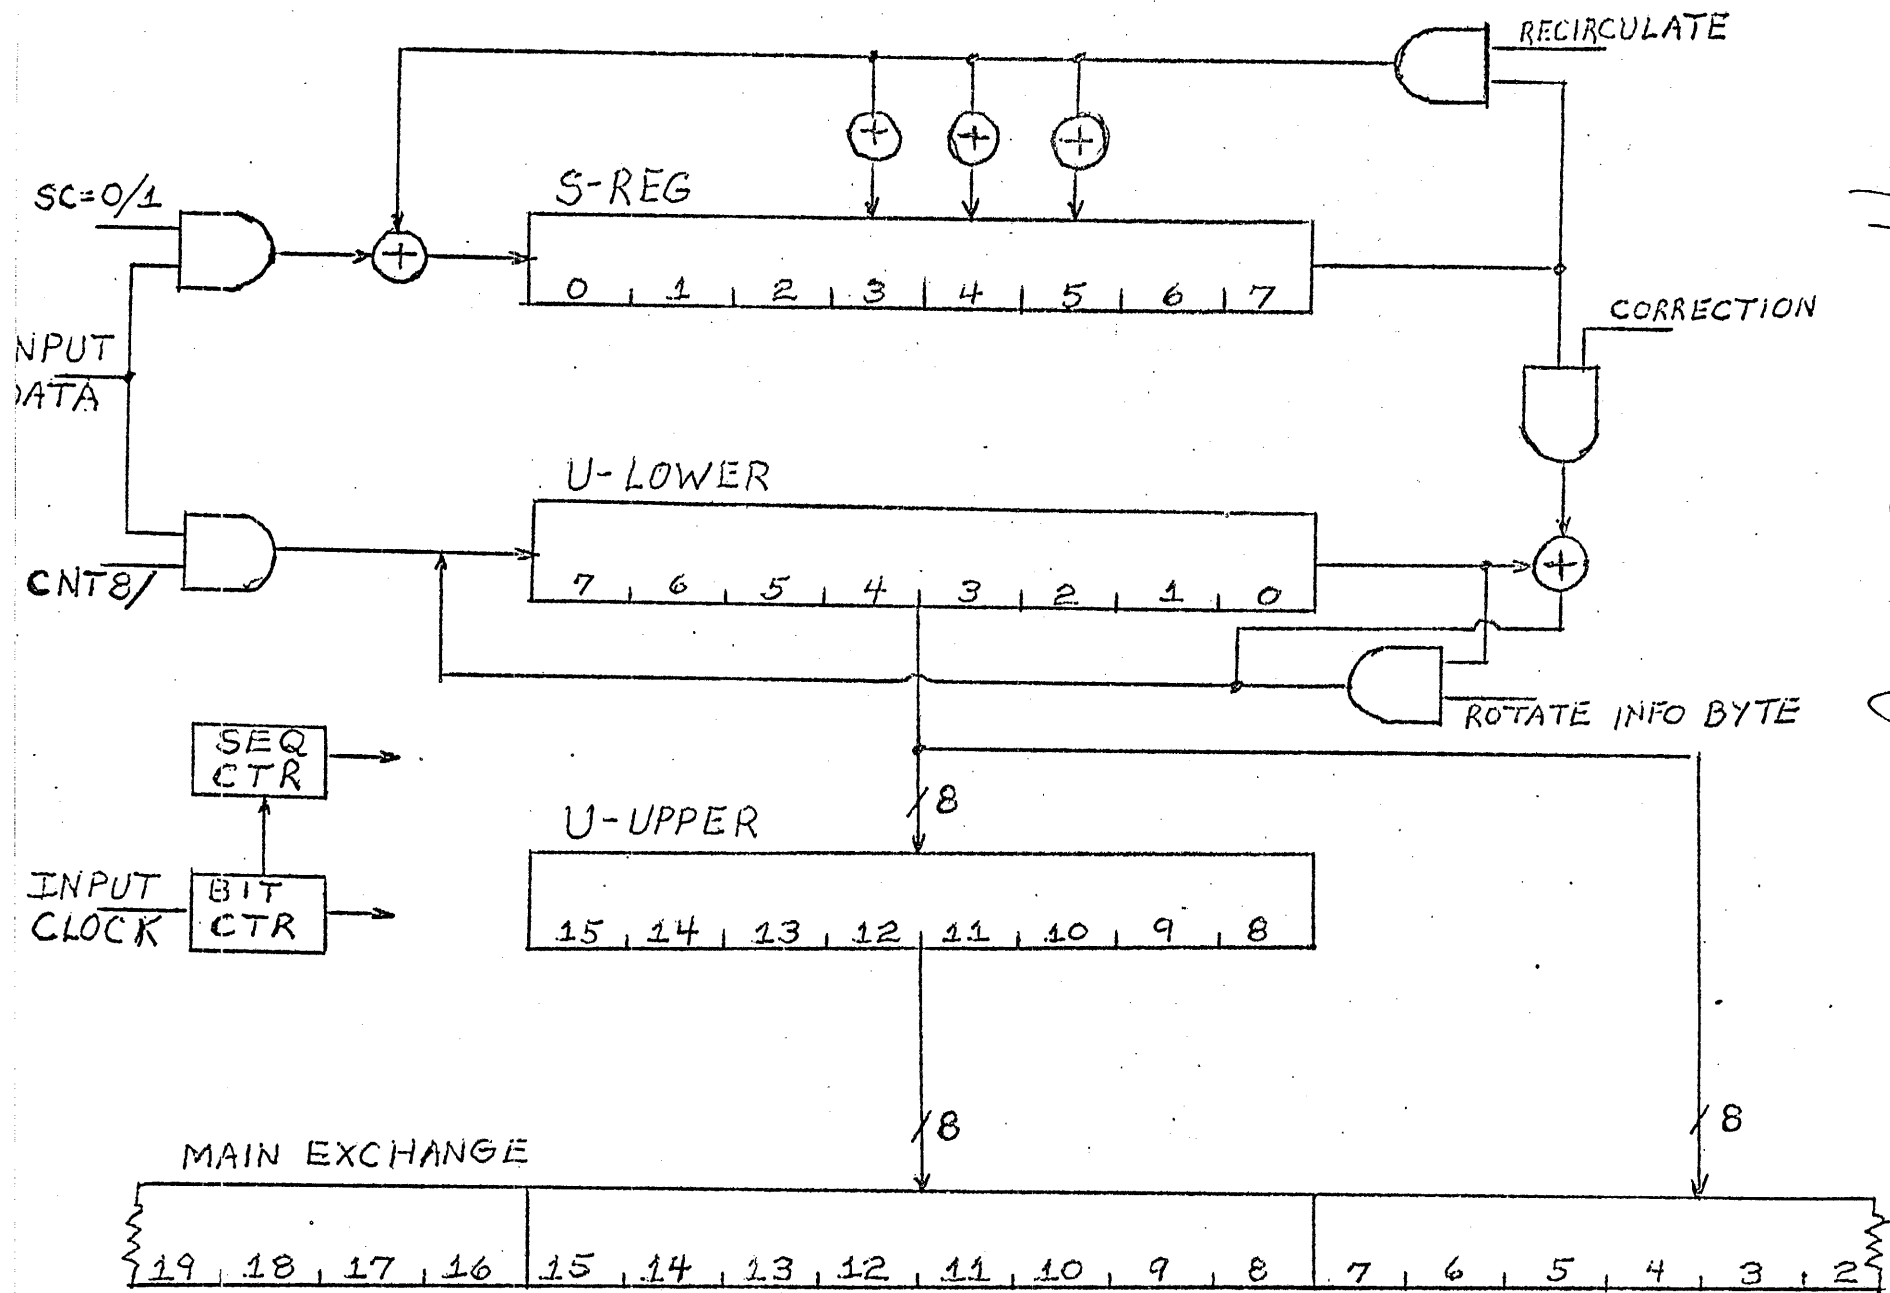 RECIRCULATE
SC=0/1
S-REG
0 1 2 3 4 5 6 7
CORRECTION
NPUT
DATA
U-LOWER
7 6 5 4 3 2 1 0
CNT8/
ROTATE INFO BYTE
SEQ
CTR
8
U-UPPER
INPUT
CLOCK
BIT
CTR
15 14 13 12 11 10 9 8
8
8
MAIN EXCHANGE
19 18 17 16 15 14 13 12 11 10 9 8 7 6 5 4 3 2